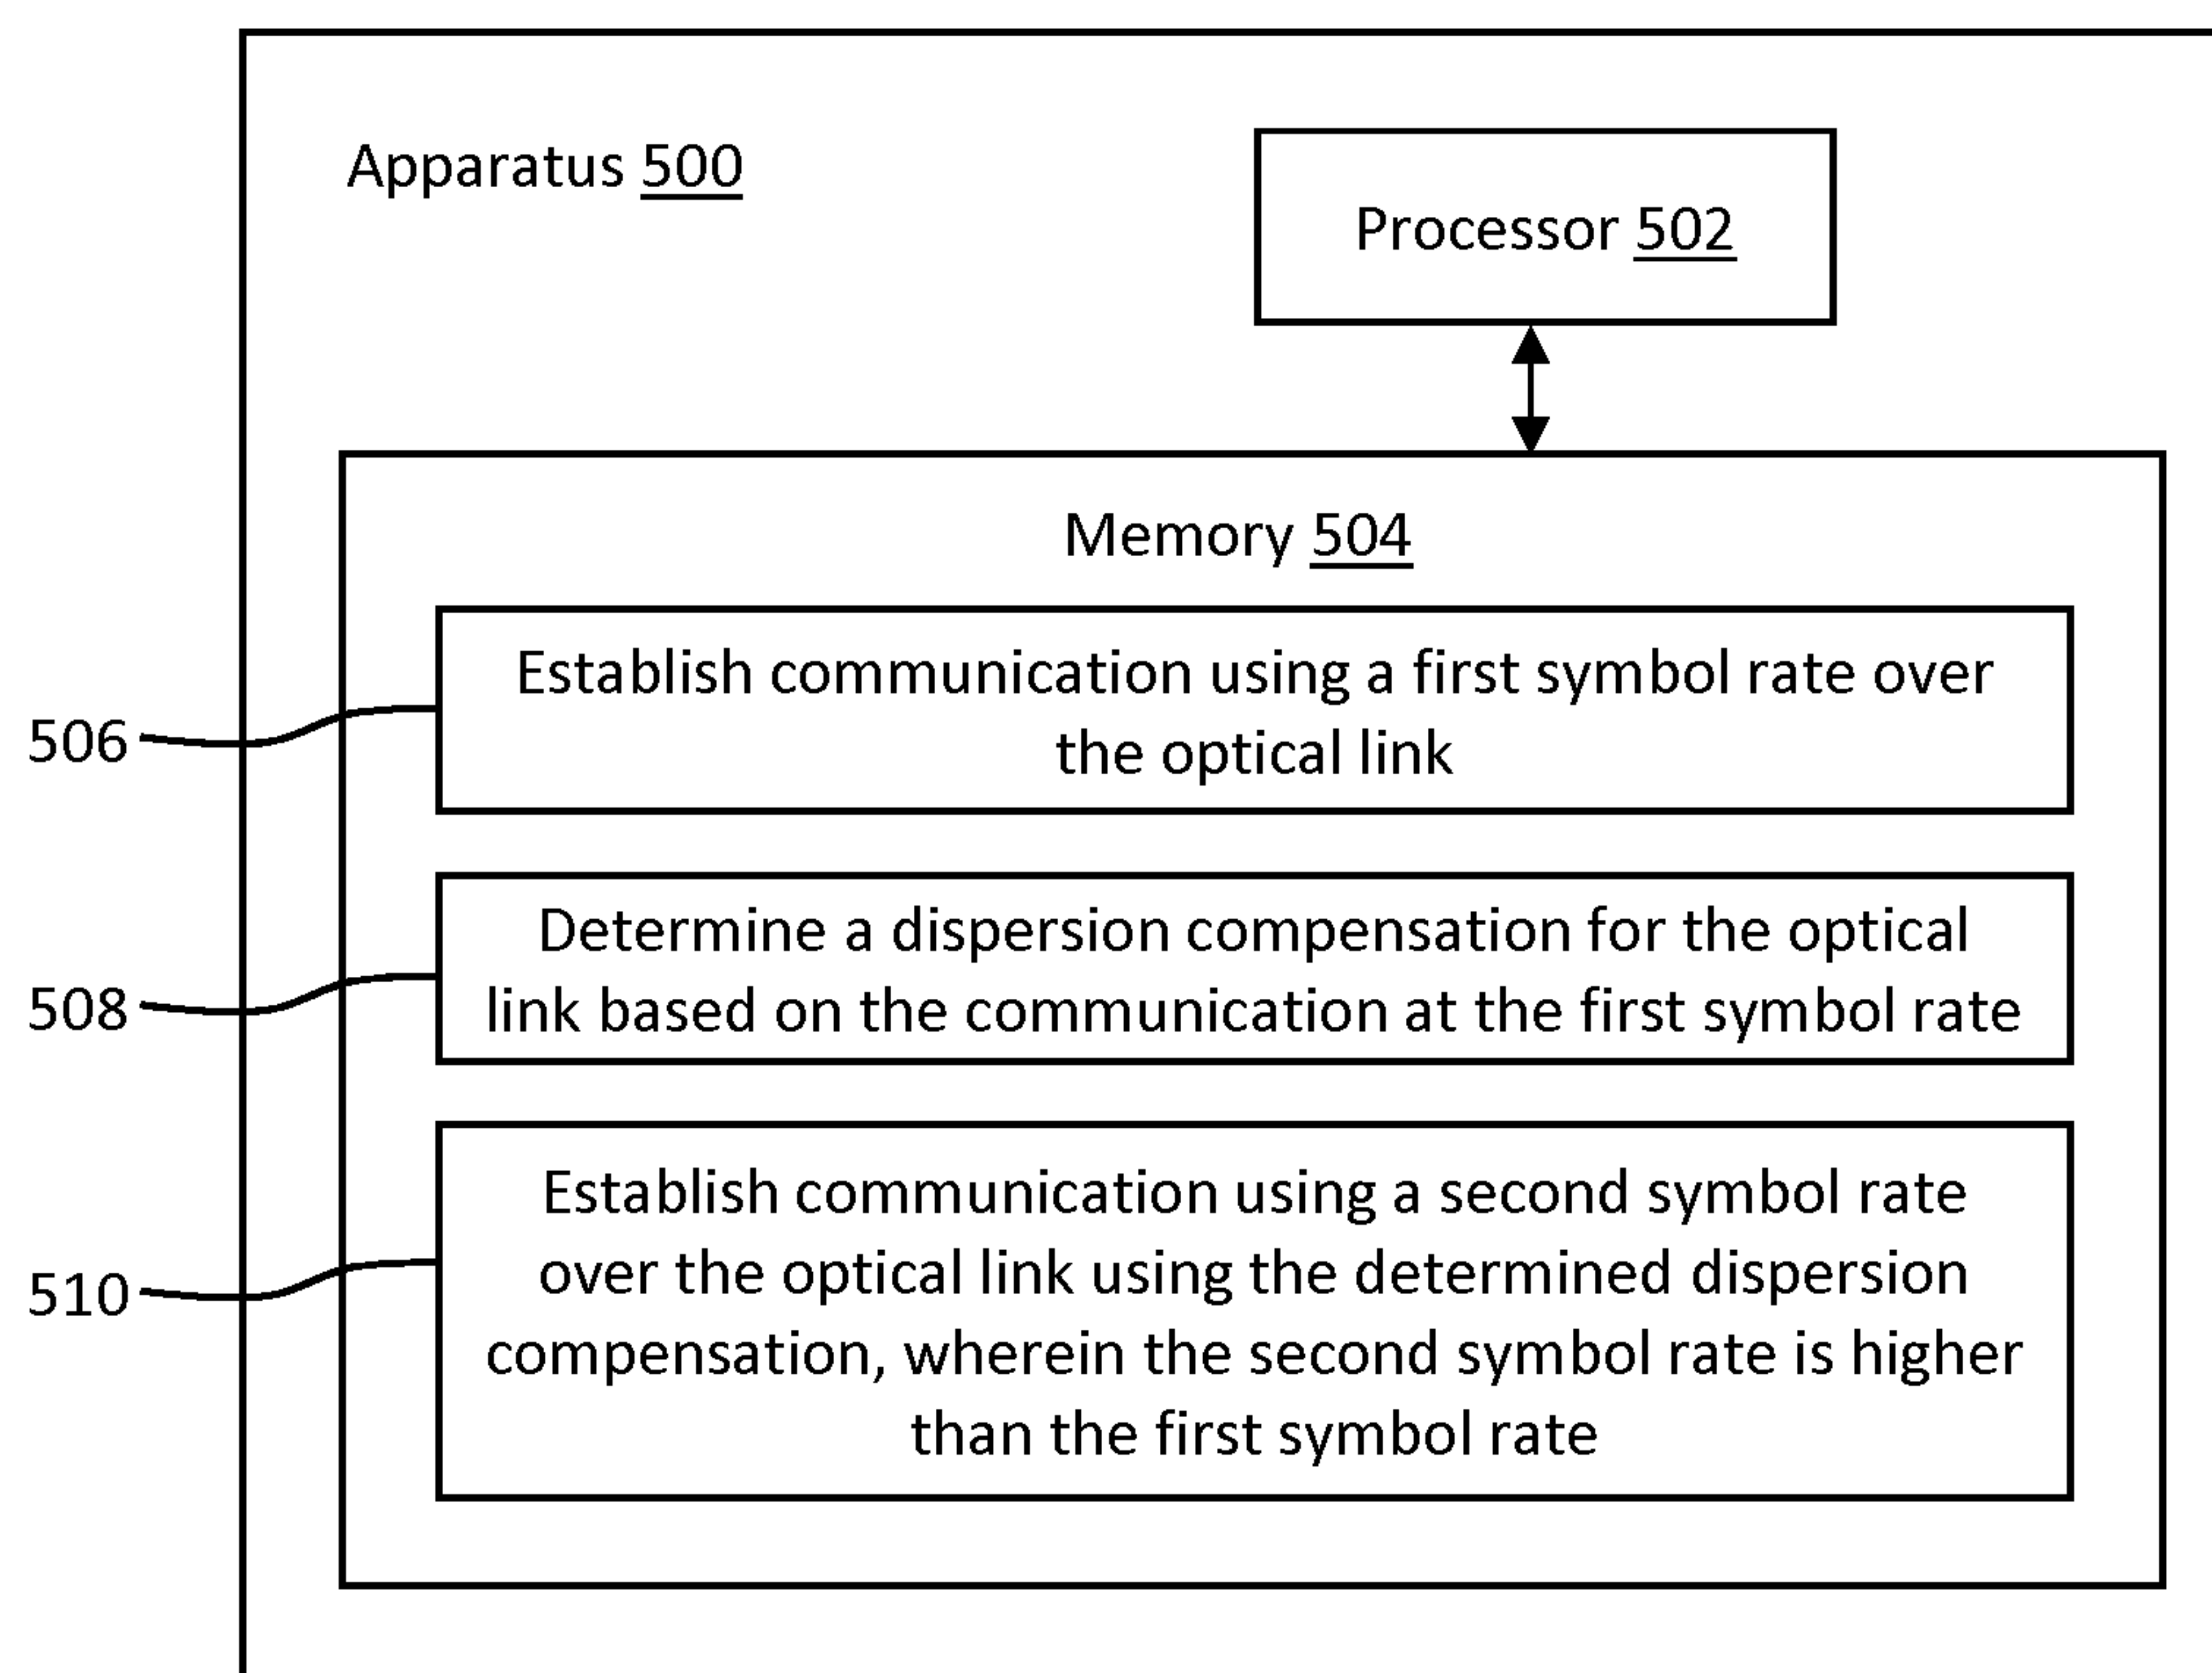 Apparatus 500
Processor 502
Memory 504
506
Establish communication using a first symbol rate over
the optical link
508
Determine a dispersion compensation for the optical
link based on the communication at the first symbol rate
510
Establish communication using a second symbol rate
over the optical link using the determined dispersion
compensation, wherein the second symbol rate is higher
than the first symbol rate